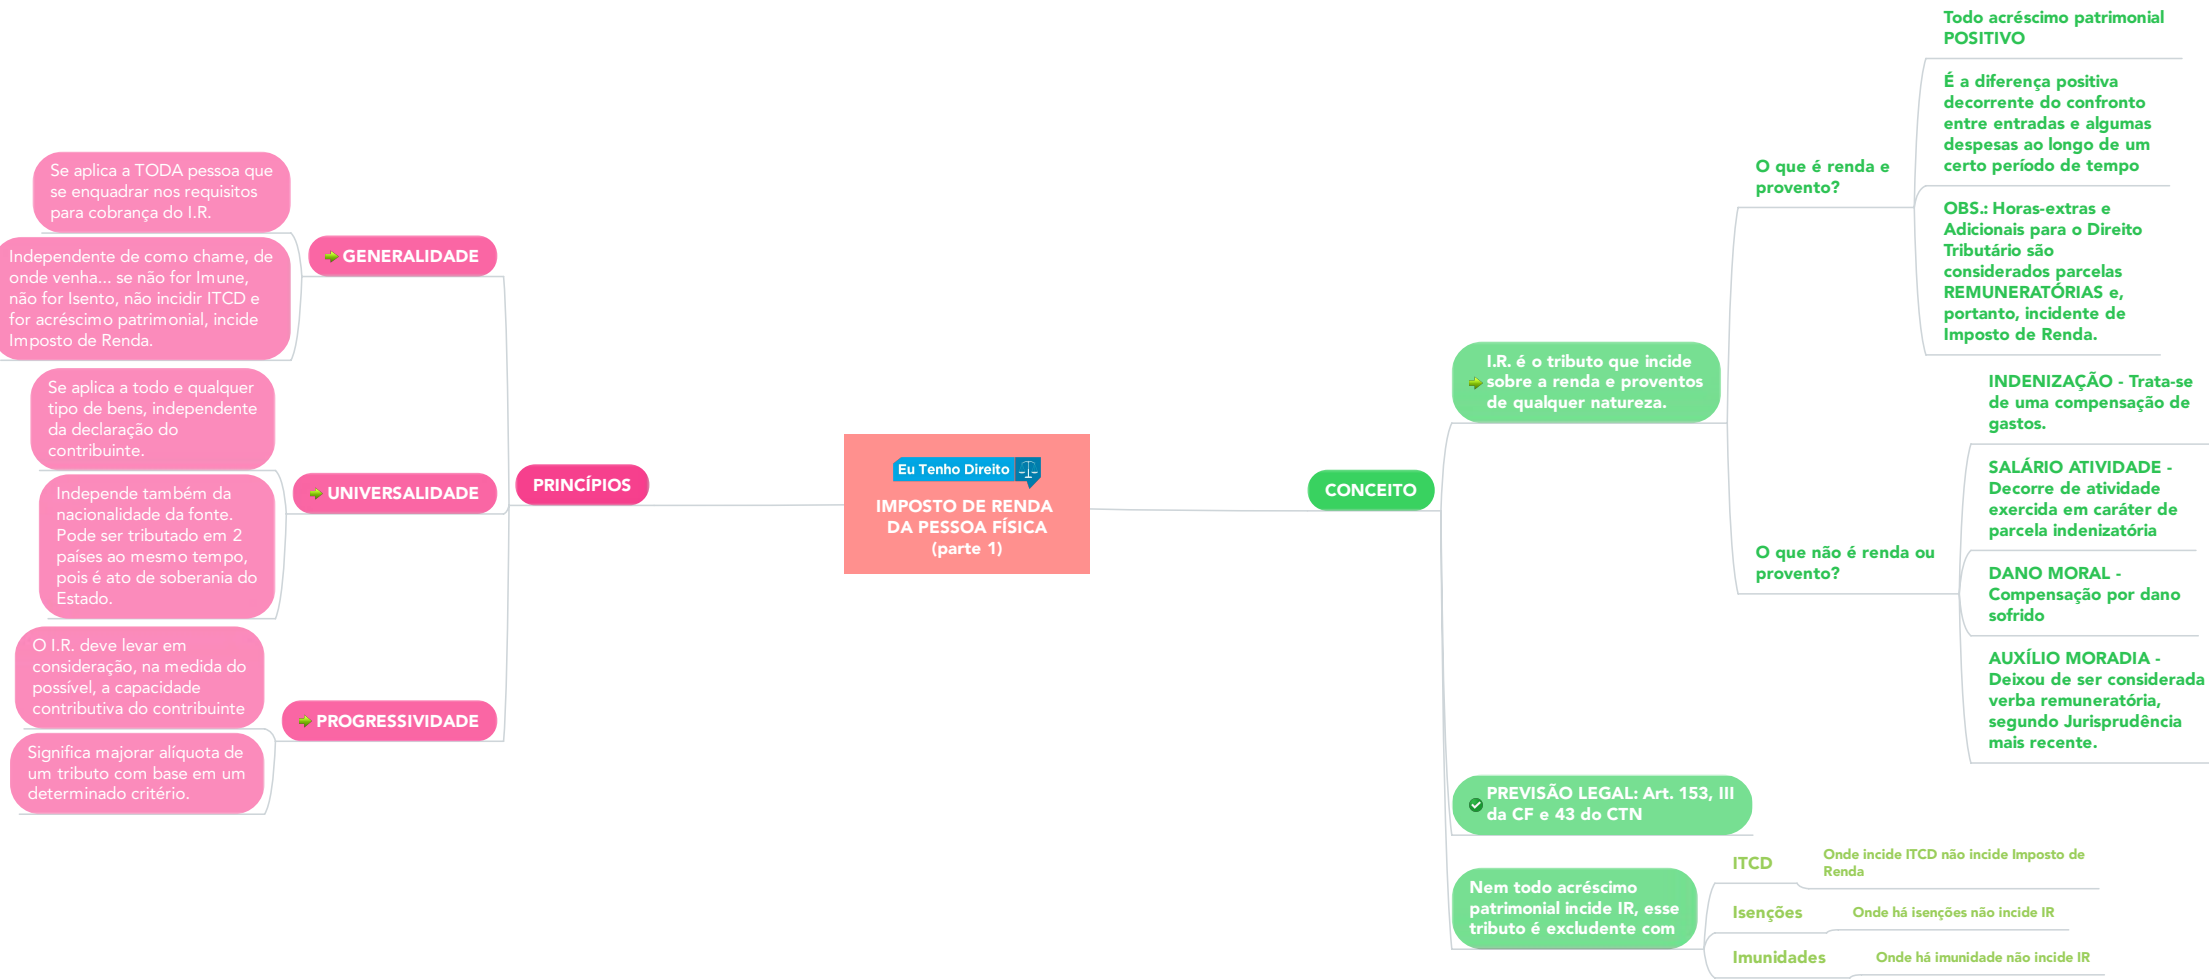 Eu Tenho Direito
IMPOSTO DE RENDA
DA PESSOA FÍSICA
(parte 1)
PRINCÍPIOS
GENERALIDADE
Se aplica a TODA pessoa que
se enquadrar nos requisitos
para cobrança do I.R.
Independente de como chame, de
onde venha... se não for Imune,
não for Isento, não incidir ITCD e
for acréscimo patrimonial, incide
Imposto de Renda.
UNIVERSALIDADE
Se aplica a todo e qualquer
tipo de bens, independente
da declaração do
contribuinte.
Independe também da
nacionalidade da fonte.
Pode ser tributado em 2
países ao mesmo tempo,
pois é ato de soberania do
Estado.
PROGRESSIVIDADE
O I.R. deve levar em
consideração, na medida do
possível, a capacidade
contributiva do contribuinte
Significa majorar alíquota de
um tributo com base em um
determinado critério.
CONCEITO
I.R. é o tributo que incide
sobre a renda e proventos
de qualquer natureza.
O que é renda e
provento?
Todo acréscimo patrimonial
POSITIVO
É a diferença positiva
decorrente do confronto
entre entradas e algumas
despesas ao longo de um
certo período de tempo
OBS.: Horas-extras e
Adicionais para o Direito
Tributário são
considerados parcelas
REMUNERATÓRIAS e,
portanto, incidente de
Imposto de Renda.
O que não é renda ou
provento?
INDENIZAÇÃO - Trata-se
de uma compensação de
gastos.
SALÁRIO ATIVIDADE -
Decorre de atividade
exercida em caráter de
parcela indenizatória
DANO MORAL -
Compensação por dano
sofrido
AUXÍLIO MORADIA -
Deixou de ser considerada
verba remuneratória,
segundo Jurisprudência
mais recente.
PREVISÃO LEGAL: Art. 153, III
da CF e 43 do CTN
Nem todo acréscimo
patrimonial incide IR, esse
tributo é excludente com
ITCD
Onde incide ITCD não incide Imposto de
Renda
Isenções
Onde há isenções não incide IR
Imunidades
Onde há imunidade não incide IR